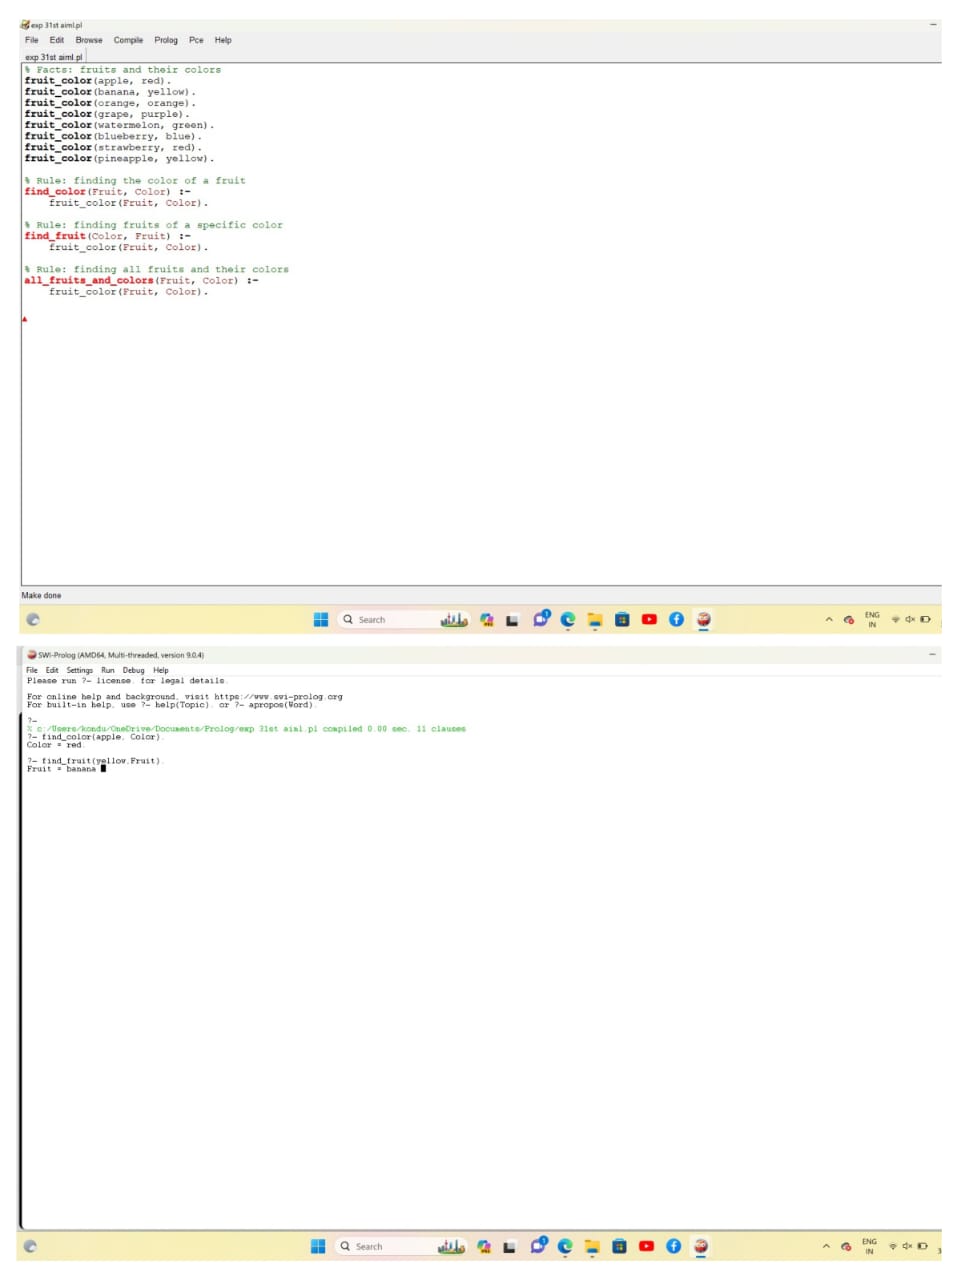 exp 31st aiml.pl
File Edit Browse Compile Prolog Pce Help
exp 31st aiml.pl
% Facts: fruits and their colors
fruit_color(apple, red).
fruit_color(banana, yellow).
fruit_color(orange, orange).
fruit_color(grape, purple).
fruit_color(watermelon, green).
fruit_color(blueberry, blue).
fruit_color(strawberry, red).
fruit_color(pineapple, yellow).
% Rule: finding the color of a fruit
find_color(Fruit, Color) :-
    fruit_color(Fruit, Color).
% Rule: finding fruits of a specific color
find_fruit(Color, Fruit) :-
    fruit_color(Fruit, Color).
% Rule: finding all fruits and their colors
all_fruits_and_colors(Fruit, Color) :-
    fruit_color(Fruit, Color).
Make done
Search
1
ENG
IN
SWI-Prolog (AMD64, Multi-threaded, version 9.0.4)
File Edit Settings Run Debug Help
Please run ?- license. for legal details.
For online help and background, visit https://www.swi-prolog.org
For built-in help, use ?- help(Topic). or ?- apropos(Word).
?-
% c:/Users/kondu/OneDrive/Documents/Prolog/exp 31st aiml.pl compiled 0.00 sec, 11 clauses
?- find_color(apple, Color).
Color = red.
?- find_fruit(yellow,Fruit).
Fruit = banana
Search
1
ENG
IN